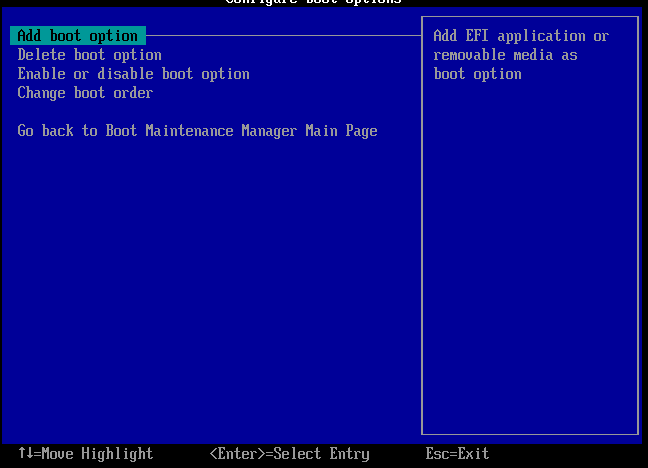 Configure Boot Options
Add boot option
Delete boot option
Enable or disable boot option
Change boot order
Go back to Boot Maintenance Manager Main Page
Add EFI application or
removable media as
boot option
↑↓=Move Highlight <Enter>=Select Entry Esc=Exit